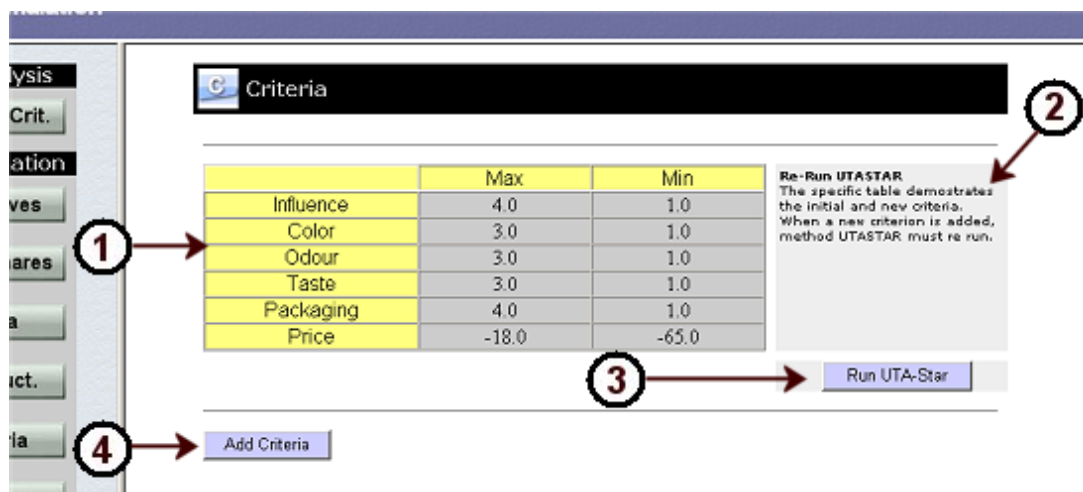 lysis
Crit.
ation
ves
ares
a
uct.
ria
C Criteria
Max Min
Influence 4.0 1.0
Color 3.0 1.0
Odour 3.0 1.0
Taste 3.0 1.0
Packaging 4.0 1.0
Price -18.0 -65.0
Re-Run UTASTAR
The specific table demostrates
the initial and new criteria.
When a new criterion is added,
method UTASTAR must re run.
Run UTA-Star
Add Criteria
1
2
3
4